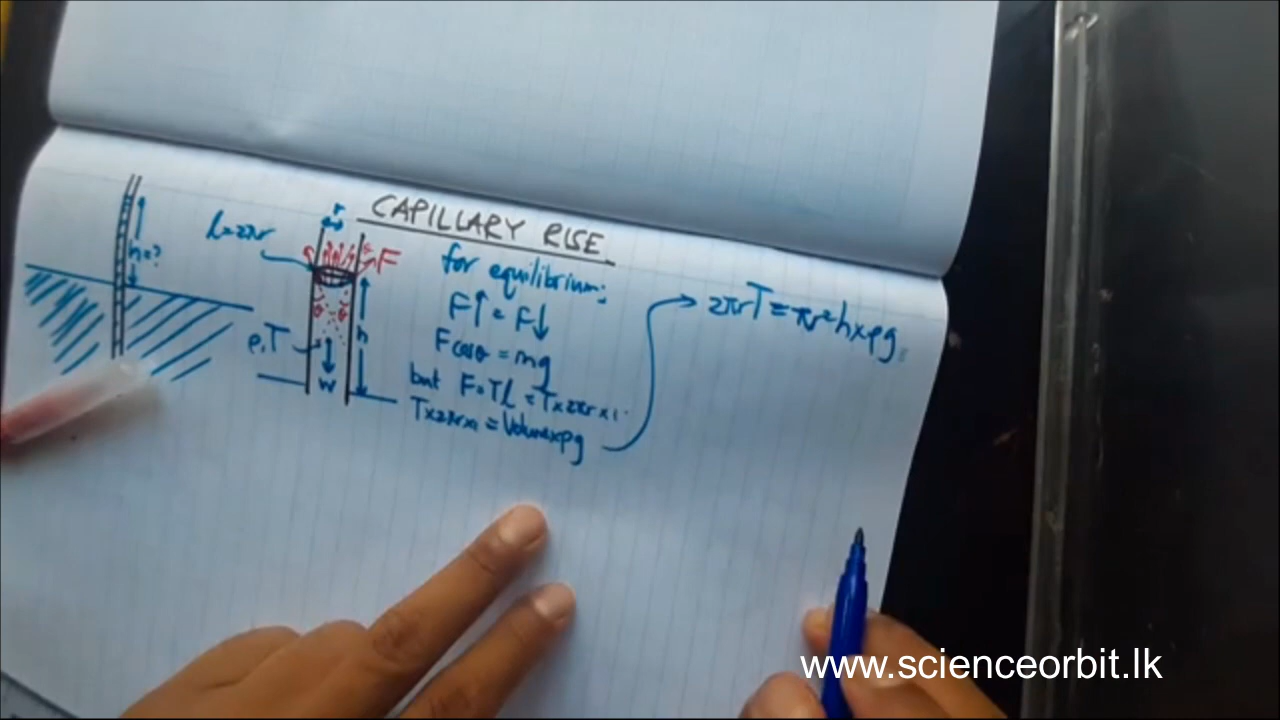 CAPILLARY RISE
h=?
l=2πr
r
F
θ θ
ρ,T
h
W
for equilibrium:
F↑ = F↓
Fcosθ = mg
but F=Tl = T×2πr×1
T×2πr×1 = Volume×ρg
2πrT = πr²h×ρg
www.scienceorbit.lk